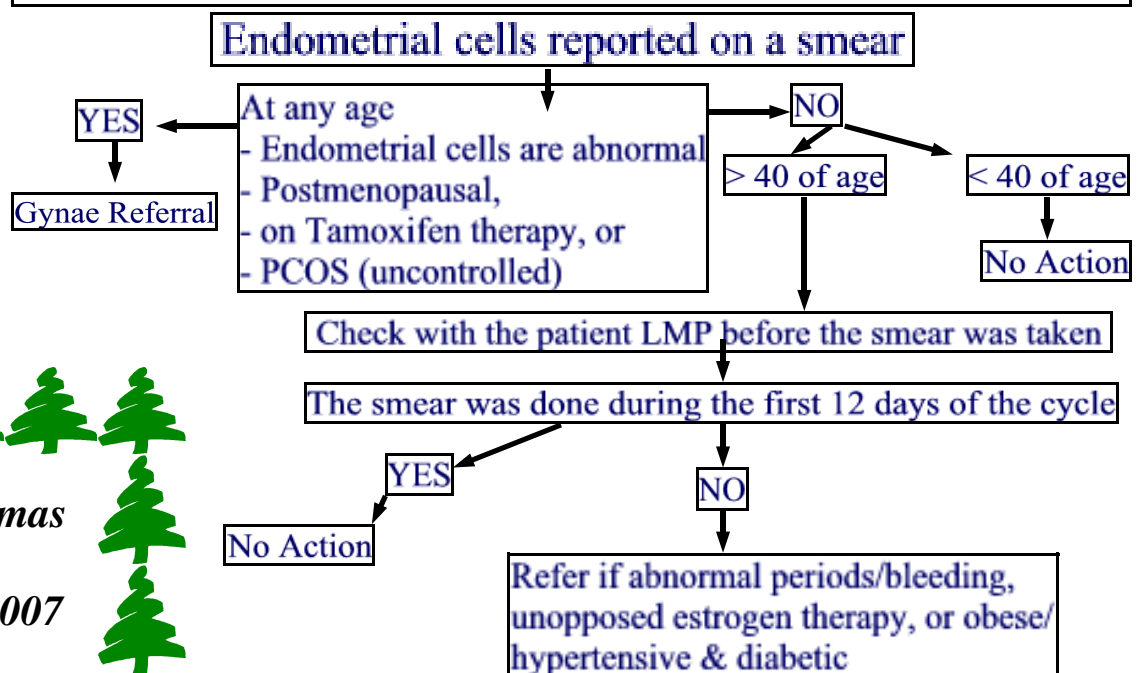 Endometrial cells reported on a smear
YES
At any age
- Endometrial cells are abnormal
- Postmenopausal,
- on Tamoxifen therapy, or
- PCOS (uncontrolled)
NO
Gynae Referral
> 40 of age
< 40 of age
No Action
Check with the patient LMP before the smear was taken
The smear was done during the first 12 days of the cycle
YES
NO
No Action
Refer if abnormal periods/bleeding,
unopposed estrogen therapy, or obese/
hypertensive & diabetic
mas
007